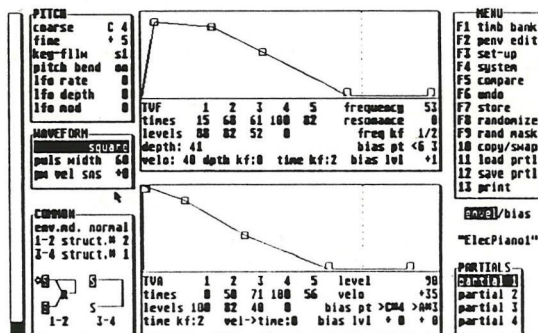 PITCH
coarse C 4
fine + 5
key-fllw s1
pitch bend on
lfo rate 0
lfo depth 0
lfo mod 0
WAVEFORM
square
puls width 60
pw vel sns +0
COMMON
env.md. normal
1-2 struct.# 2
3-4 struct.# 1
S
S
R
S
S
1-2 3-4
TVF 1 2 3 4 5 frequency 53
times 15 68 61 100 82 resonance 0
levels 88 82 52 0 freq kf 1/2
depth: 41 bias pt <6 3
velo: 40 dpth kf:0 time kf:2 bias lvl +1
TVA 1 2 3 4 5 level 90
times 0 50 71 100 56 velo +35
levels 100 82 40 0 bias pt >C#4 >A#3
time kf:2 vel->time:0 bias lvl + 0 + 0
MENU
F1 timb bank
F2 penv edit
F3 set-up
F4 system
F5 compare
F6 undo
F7 store
F8 randomize
F9 rand mask
10 copy/swap
11 load prtl
12 save prtl
13 print
envel/bias
"ElecPiano1"
PARTIALS
partial 1
partial 2
partial 3
partial 4